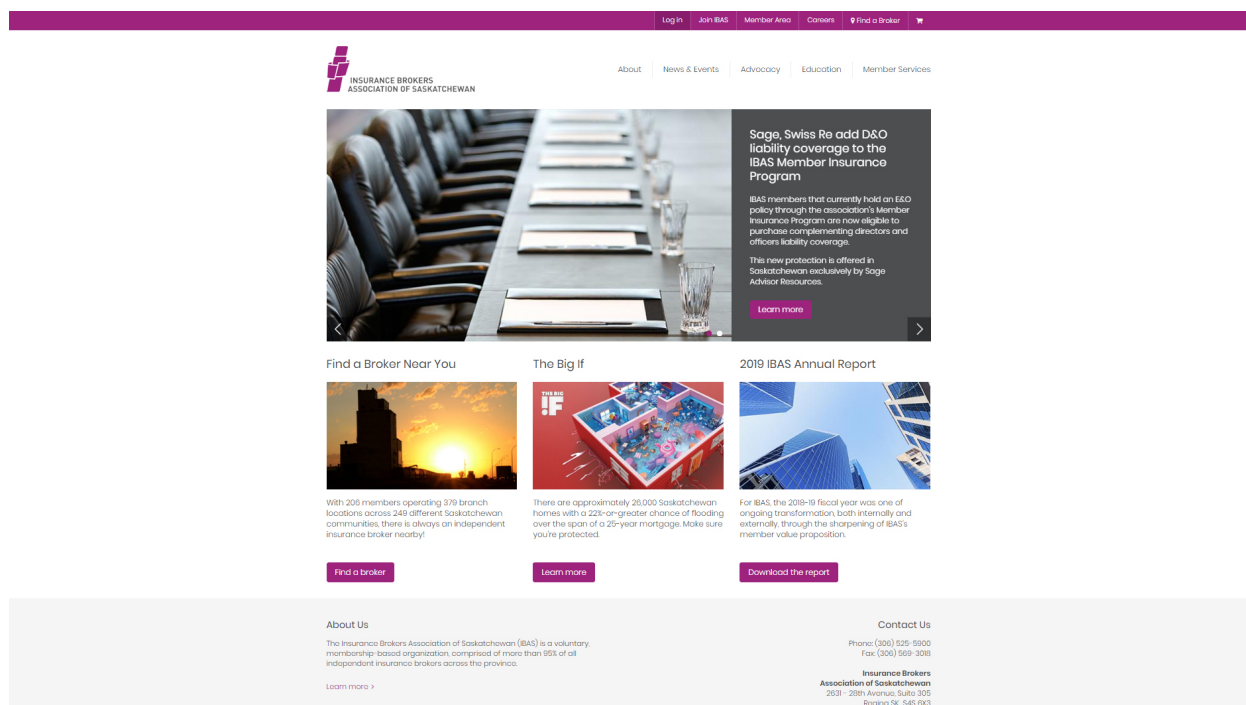 Log in Join IBAS Member Area Careers Find a Broker
INSURANCE BROKERS
ASSOCIATION OF SASKATCHEWAN
About News & Events Advocacy Education Member Services
Sage, Swiss Re add D&O
liability coverage to the
IBAS Member Insurance
Program
IBAS members that currently hold an E&O
policy through the association's Member
Insurance Program are now eligible to
purchase complementing directors and
officers liability coverage.
This new protection is offered in
Saskatchewan exclusively by Sage
Advisor Resources.
Learn more
Find a Broker Near You
With 206 members operating 379 branch
locations across 249 different Saskatchewan
communities, there is always an independent
insurance broker nearby!
Find a broker
The Big If
THE BIG
IF
There are approximately 26,000 Saskatchewan
homes with a 22%-or-greater chance of flooding
over the span of a 25-year mortgage. Make sure
you're protected.
Learn more
2019 IBAS Annual Report
For IBAS, the 2018-19 fiscal year was one of
ongoing transformation, both internally and
externally, through the sharpening of IBAS's
member value proposition.
Download the report
About Us
The Insurance Brokers Association of Saskatchewan (IBAS) is a voluntary,
membership-based organization, comprised of more than 95% of all
independent insurance brokers across the province.
Learn more >
Contact Us
Phone: (306) 525-5900
Fax: (306) 569-3018
Insurance Brokers
Association of Saskatchewan
2631 - 28th Avenue, Suite 305
Regina SK, S4S 6X3